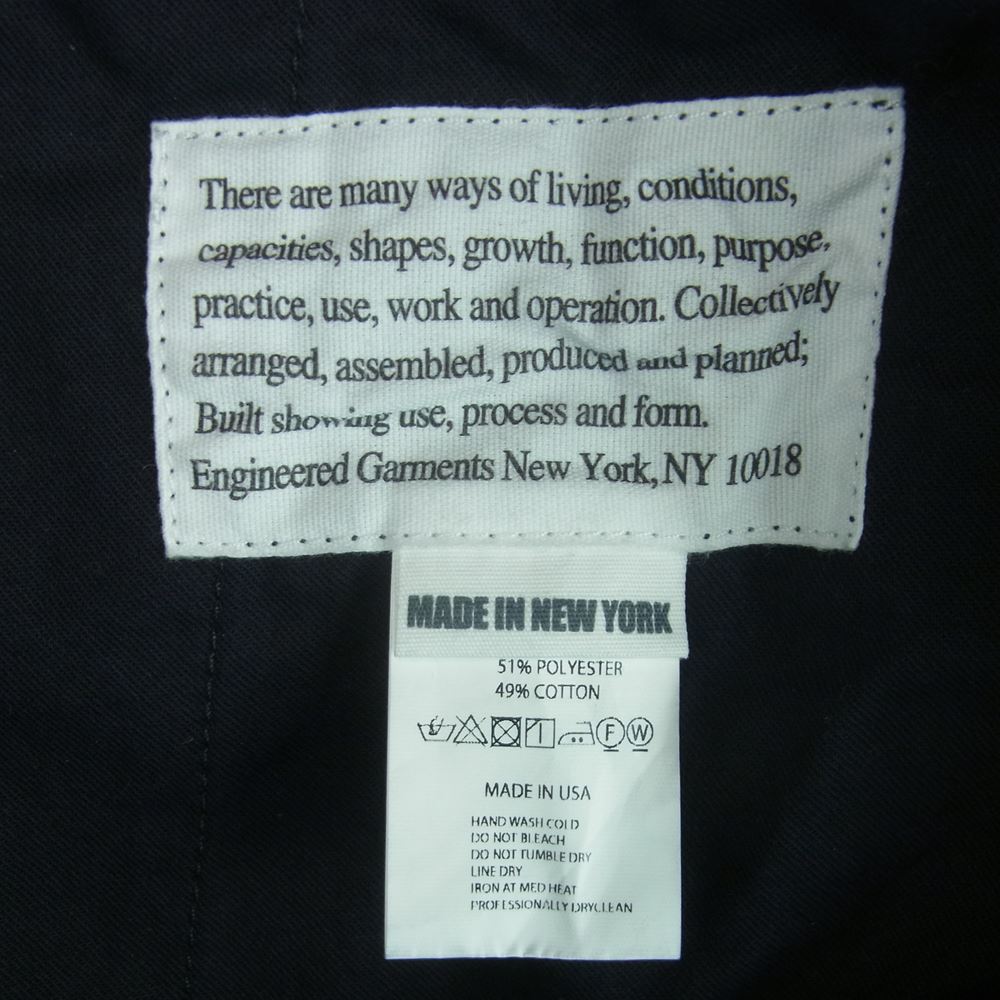 There are many ways of living, conditions,
capacities, shapes, growth, function, purpose,
practice, use, work and operation. Collectively
arranged, assembled, produced and planned;
Built showing use, process and form.
Engineered Garments New York, NY 10018
MADE IN NEW YORK
51% POLYESTER
49% COTTON
F W
MADE IN USA
HAND WASH COLD
DO NOT BLEACH
DO NOT TUMBLE DRY
LINE DRY
IRON AT MED HEAT
PROFESSIONALLY DRYCLEAN